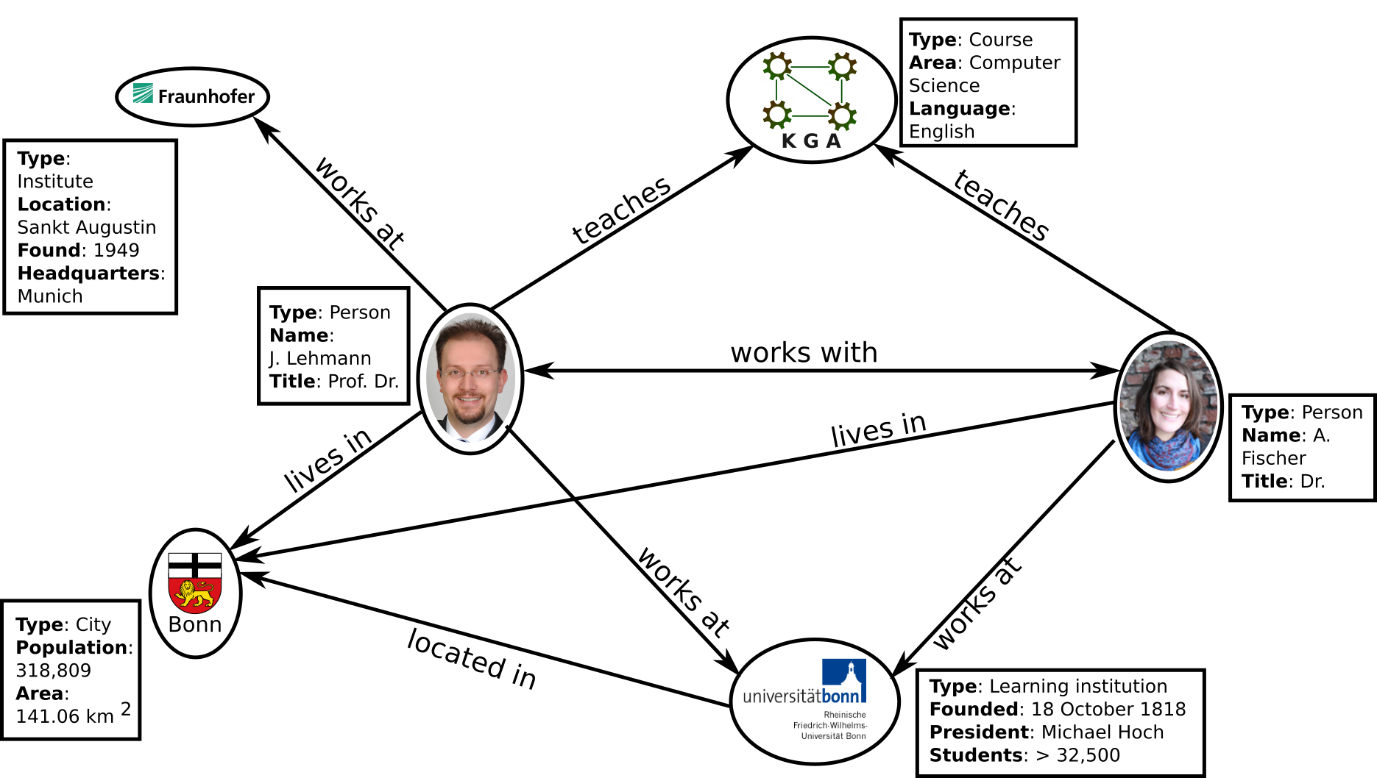 Fraunhofer
Type:
Institute
Location:
Sankt Augustin
Found: 1949
Headquarters:
Munich
works at
K G A
Type: Course
Area: Computer
Science
Language:
English
teaches
teaches
Type: Person
Name:
J. Lehmann
Title: Prof. Dr.
works with
Type: Person
Name: A.
Fischer
Title: Dr.
lives in
lives in
Bonn
Type: City
Population:
318,809
Area:
141.06 km 2
located in
works at
works at
universitätbonn
Rheinische
Friedrich-Wilhelms-
Universität Bonn
Type: Learning institution
Founded: 18 October 1818
President: Michael Hoch
Students: > 32,500